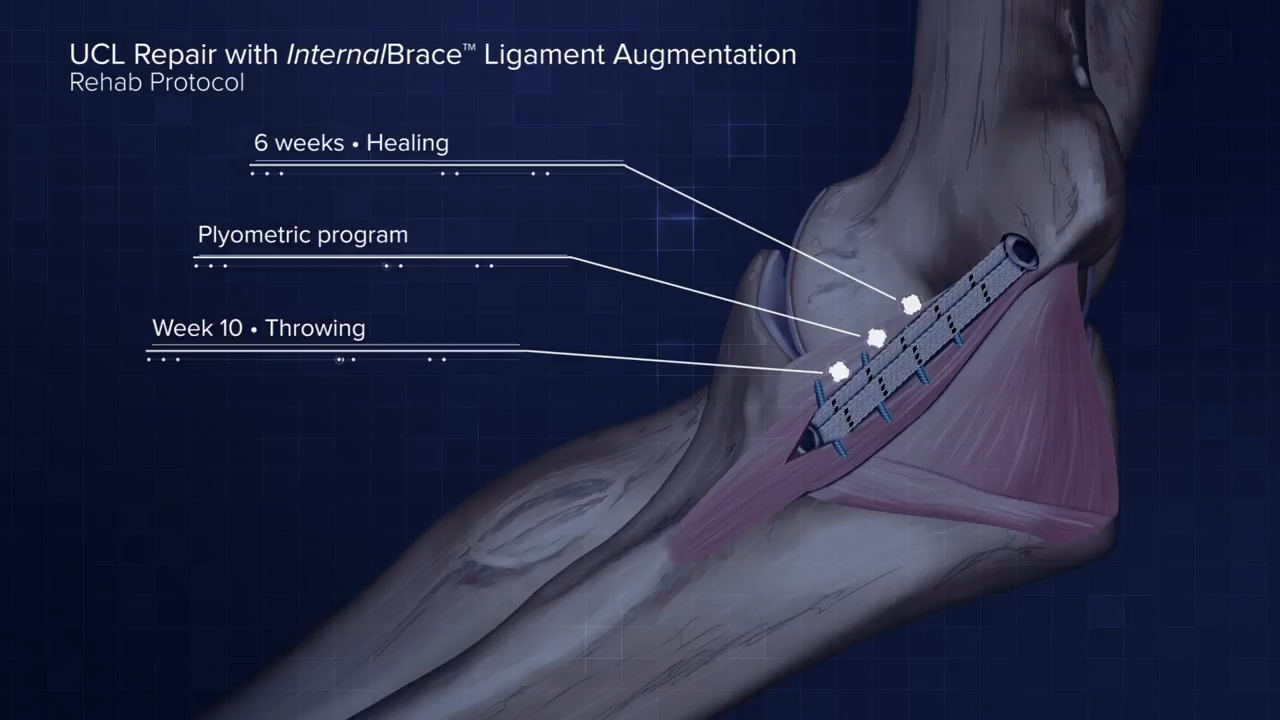 UCL Repair with InternalBrace™ Ligament Augmentation
Rehab Protocol
6 weeks • Healing
Plyometric program
Week 10 • Throwing